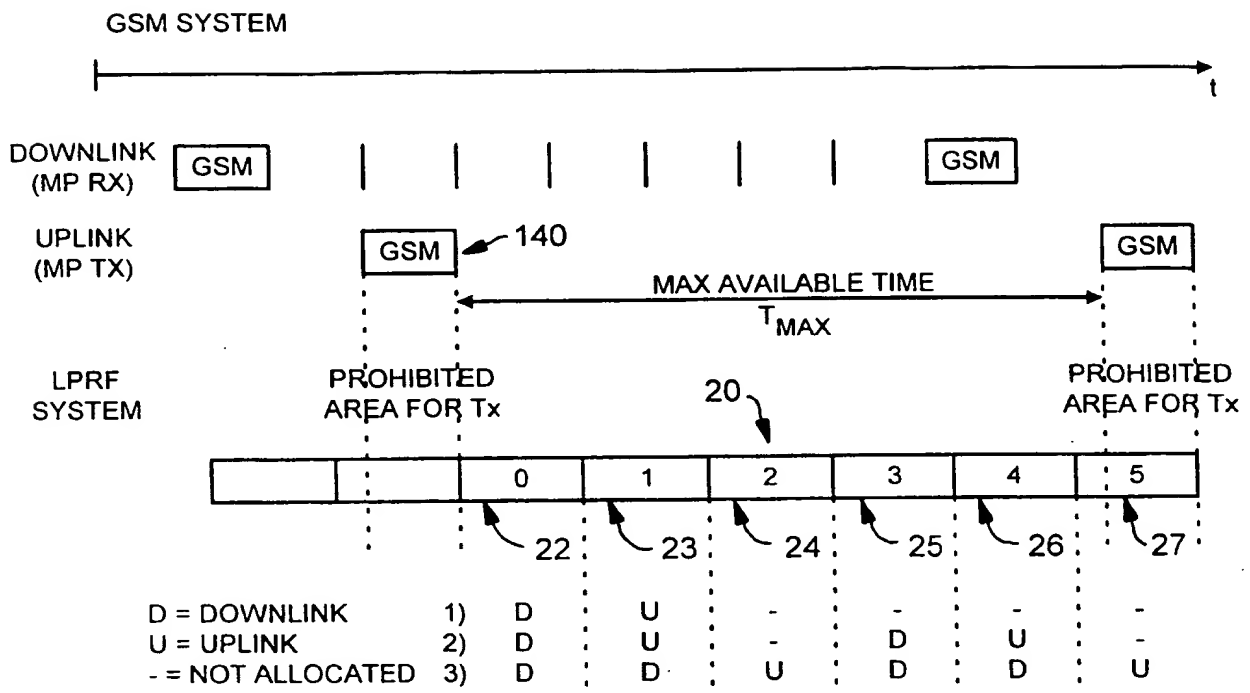 GSM SYSTEM
t
DOWNLINK
(MP RX)
GSM
GSM
UPLINK
(MP TX)
GSM
140
GSM
MAX AVAILABLE TIME
TMAX
LPRF
SYSTEM
PROHIBITED
AREA FOR Tx
20
PROHIBITED
AREA FOR Tx
0 1 2 3 4 5
22 23 24 25 26 27
D = DOWNLINK 1) D U - - - -
U = UPLINK 2) D U - D U -
- = NOT ALLOCATED 3) D D U D D U